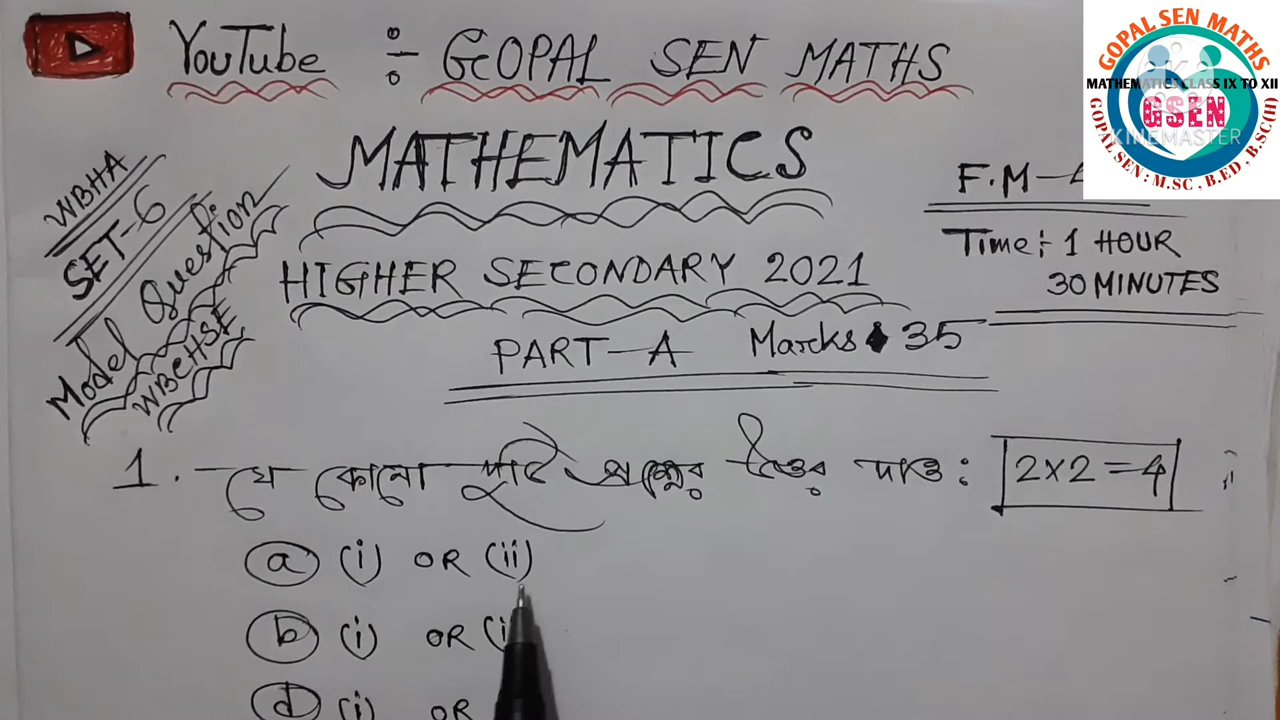 YouTube ÷ GOPAL SEN MATHS
MATHEMATICS
WBHA
SET-6
Model Question
WBCHSE
F.M-
Time: 1 HOUR
30 MINUTES
HIGHER SECONDARY 2021
PART-A Marks 35
1. যে কোনো দুটি প্রশ্নের উত্তর দাও: 2x2=4
a (i) OR (ii)
b (i) OR (i
d (i) OR
GOPAL SEN MATHS
MATHEMATICS CLASS IX TO XII
GSEN
KINEMASTER
GOPAL SEN: M.SC, B.ED, B.SC(H)